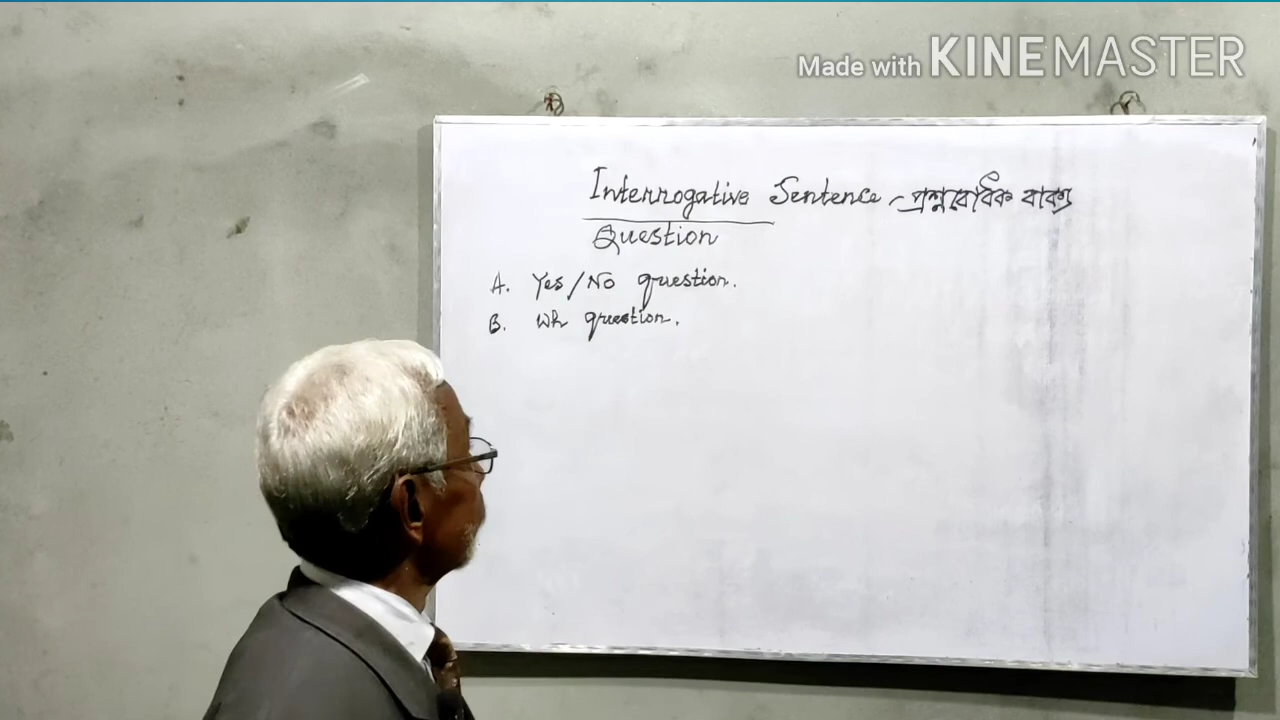 Made with KINEMASTER
Interrogative Sentence - প্রশ্নবোধক বাক্য
Question
A. Yes/No question.
B. Wh question.